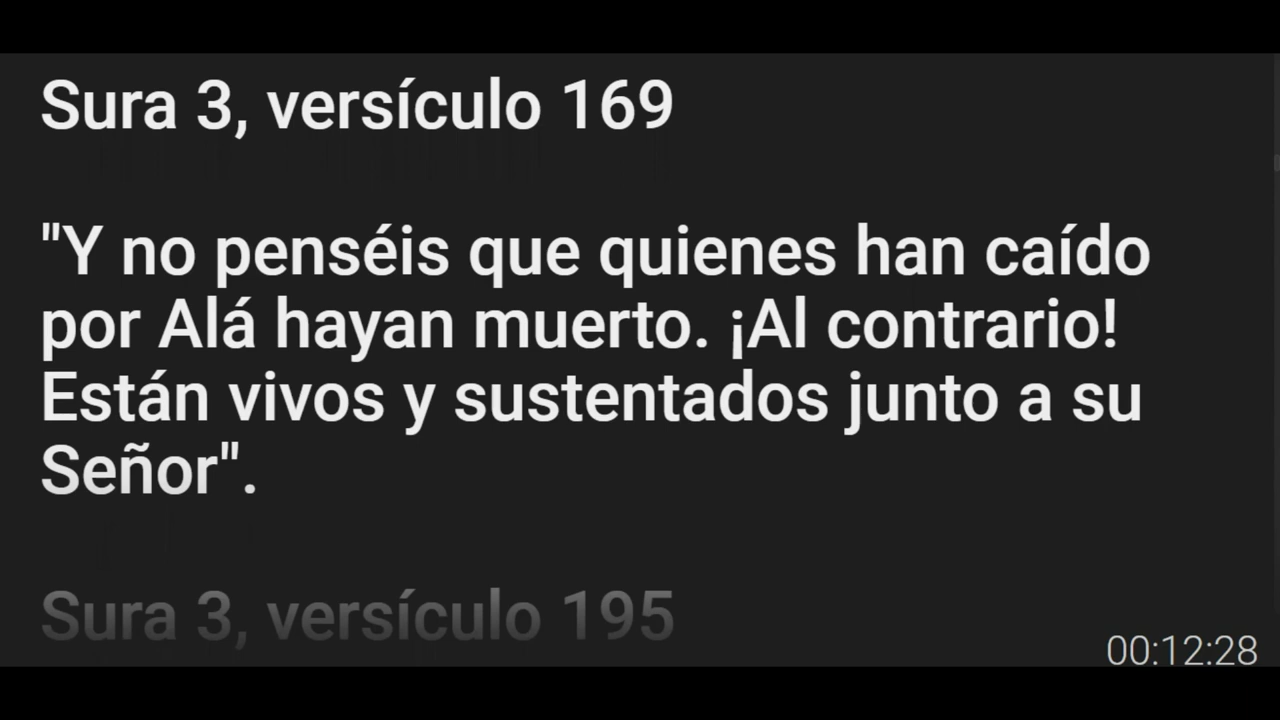 Sura 3, versículo 169
"Y no penséis que quienes han caído
por Alá hayan muerto. ¡Al contrario!
Están vivos y sustentados junto a su
Señor".
Sura 3, versículo 195
00:12:28